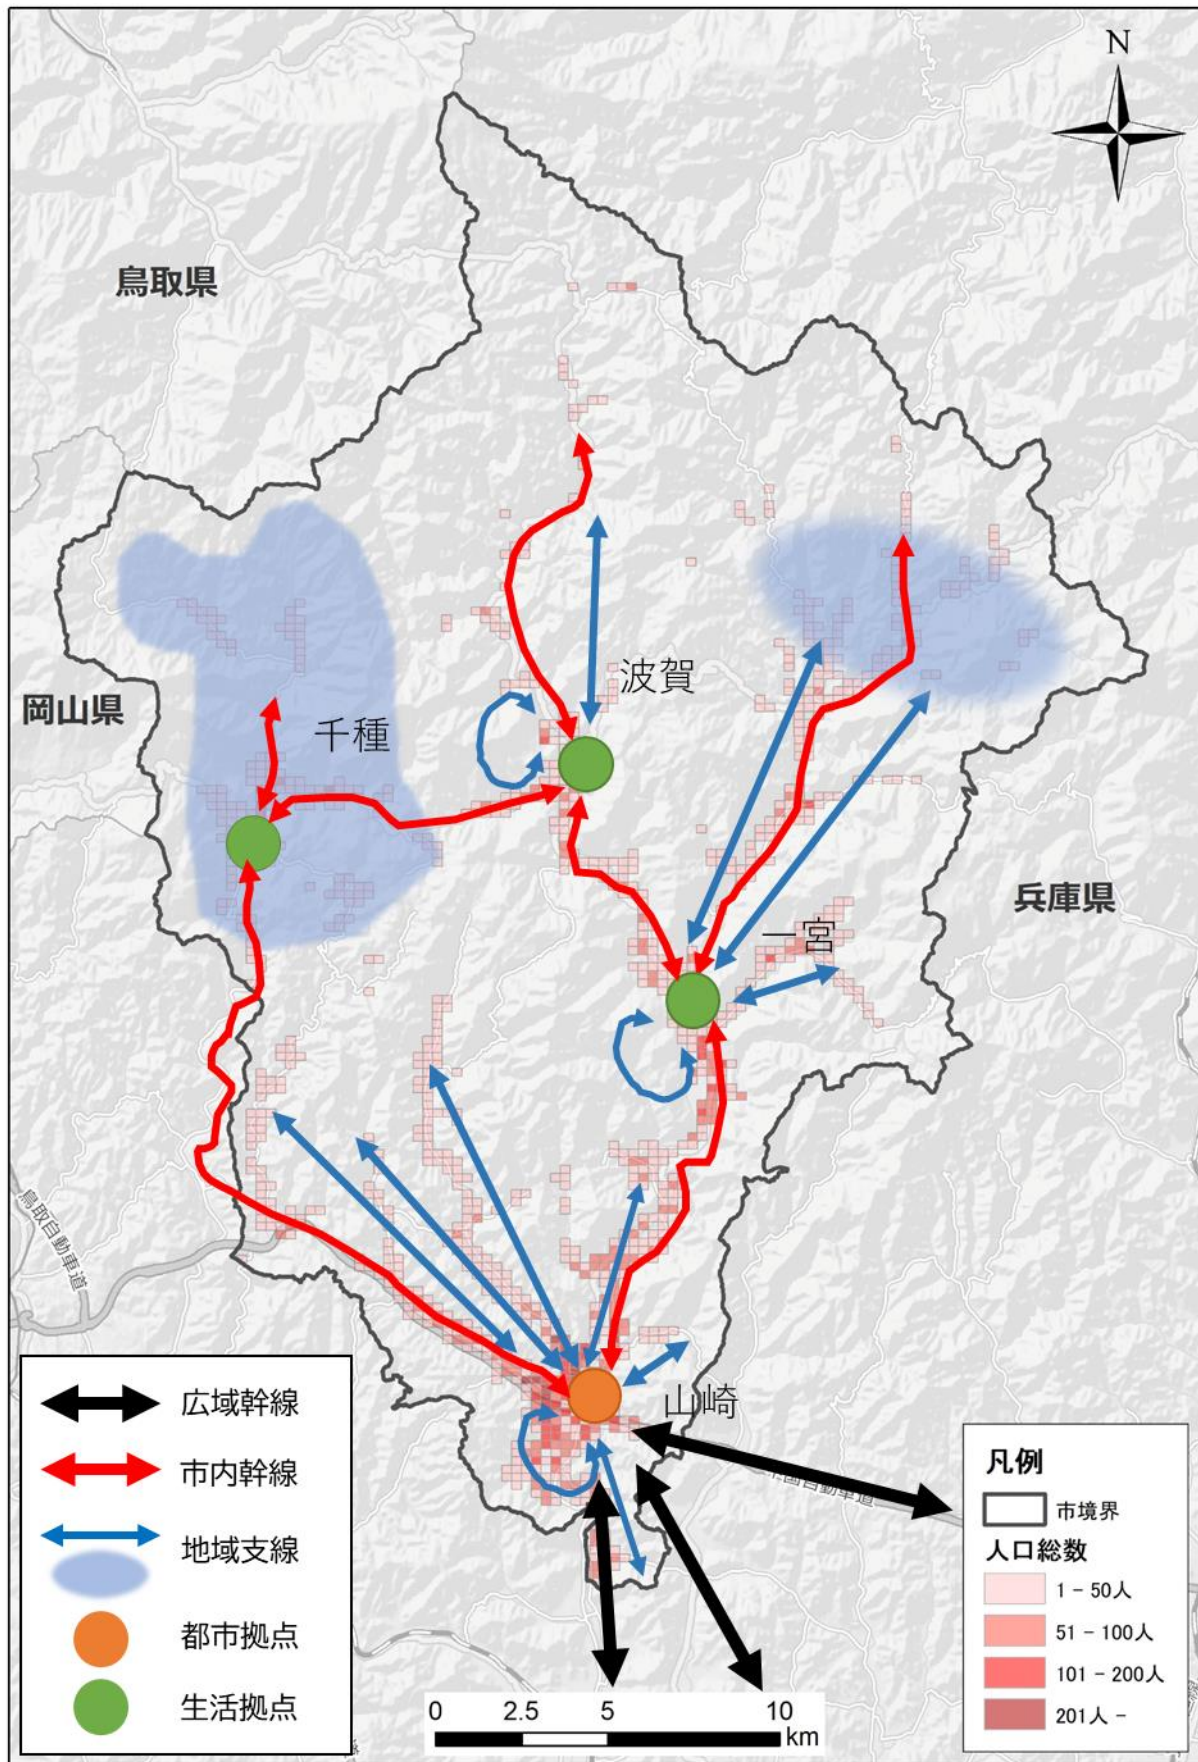 N
鳥取県
波賀
岡山県
千種
兵庫県
一宮
鳥取自動車道
山崎
自動車道
広域幹線
市内幹線
地域支線
都市拠点
生活拠点
凡例
市境界
人口総数
1 - 50人
51 - 100人
101 - 200人
201人 -
0 2.5 5 10
km